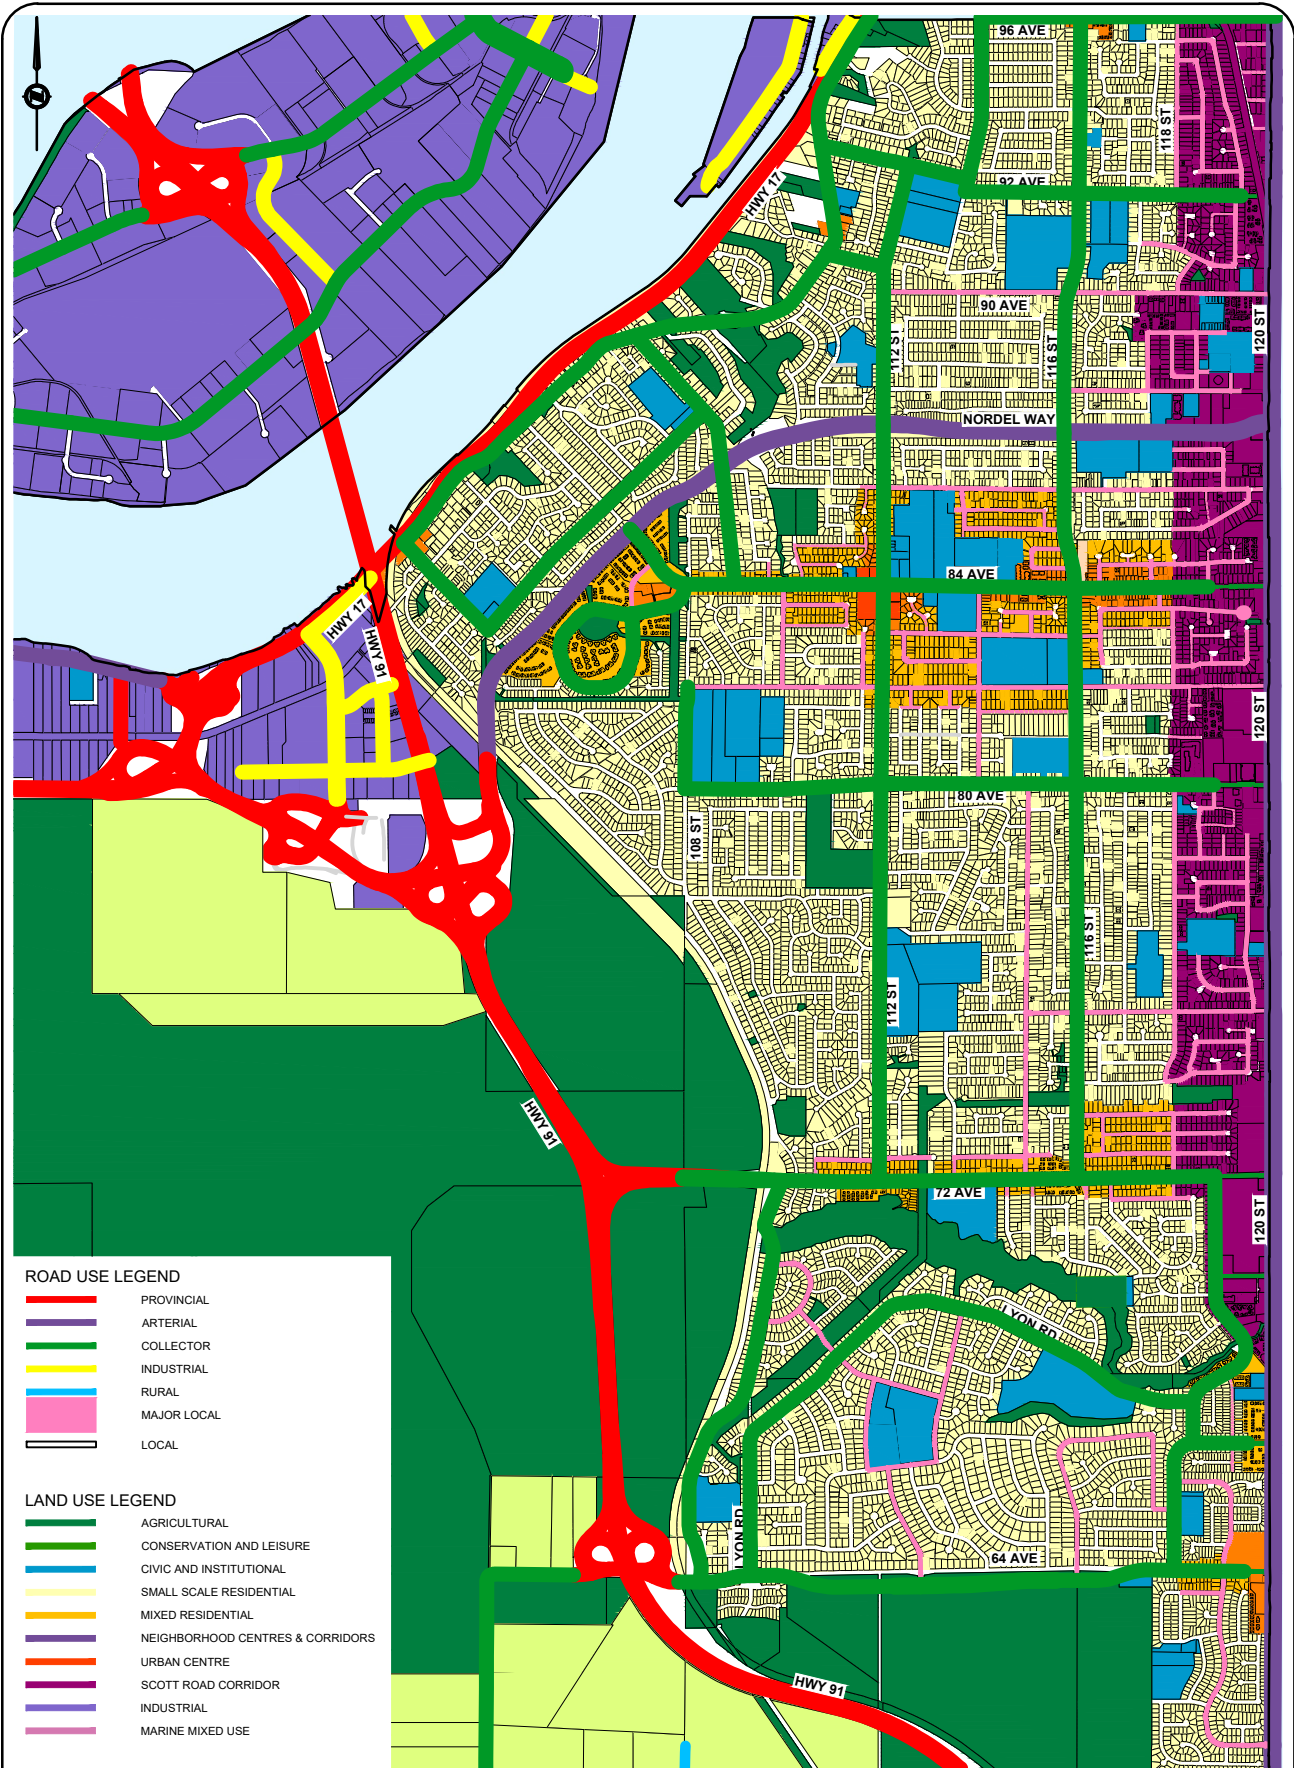 96 AVE
118 ST
HWY 17
92 AVE
90 AVE
112 ST
116 ST
120 ST
NORDEL WAY
84 AVE
HWY 17
HWY 91
120 ST
80 AVE
108 ST
116 ST
112 ST
HWY 91
72 AVE
120 ST
LYON RD
LYON RD
64 AVE
HWY 91
ROAD USE LEGEND
PROVINCIAL
ARTERIAL
COLLECTOR
INDUSTRIAL
RURAL
MAJOR LOCAL
LOCAL
LAND USE LEGEND
AGRICULTURAL
CONSERVATION AND LEISURE
CIVIC AND INSTITUTIONAL
SMALL SCALE RESIDENTIAL
MIXED RESIDENTIAL
NEIGHBORHOOD CENTRES & CORRIDORS
URBAN CENTRE
SCOTT ROAD CORRIDOR
INDUSTRIAL
MARINE MIXED USE